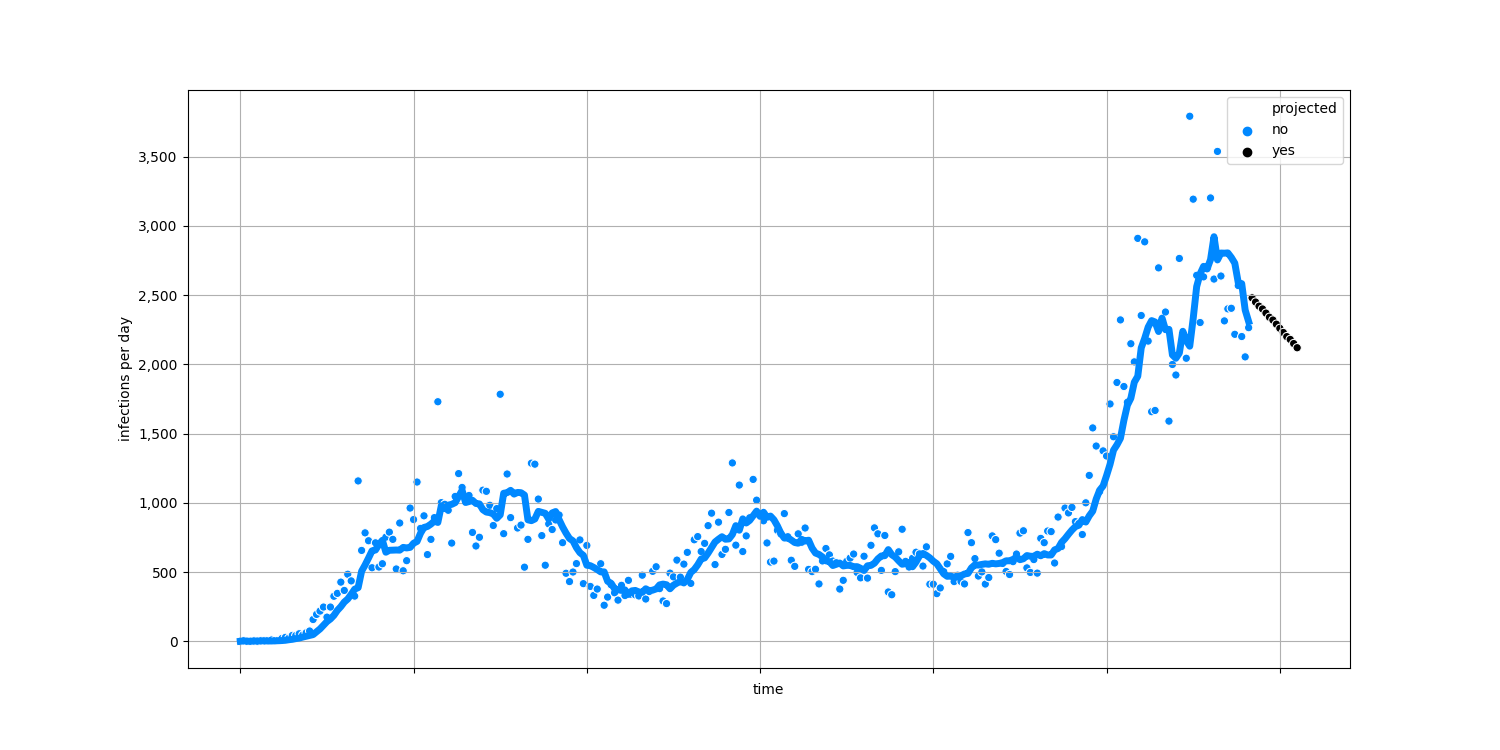 projected
no
yes
3,500
3,000
2,500
2,000
1,500
1,000
500
0
infections per day
time